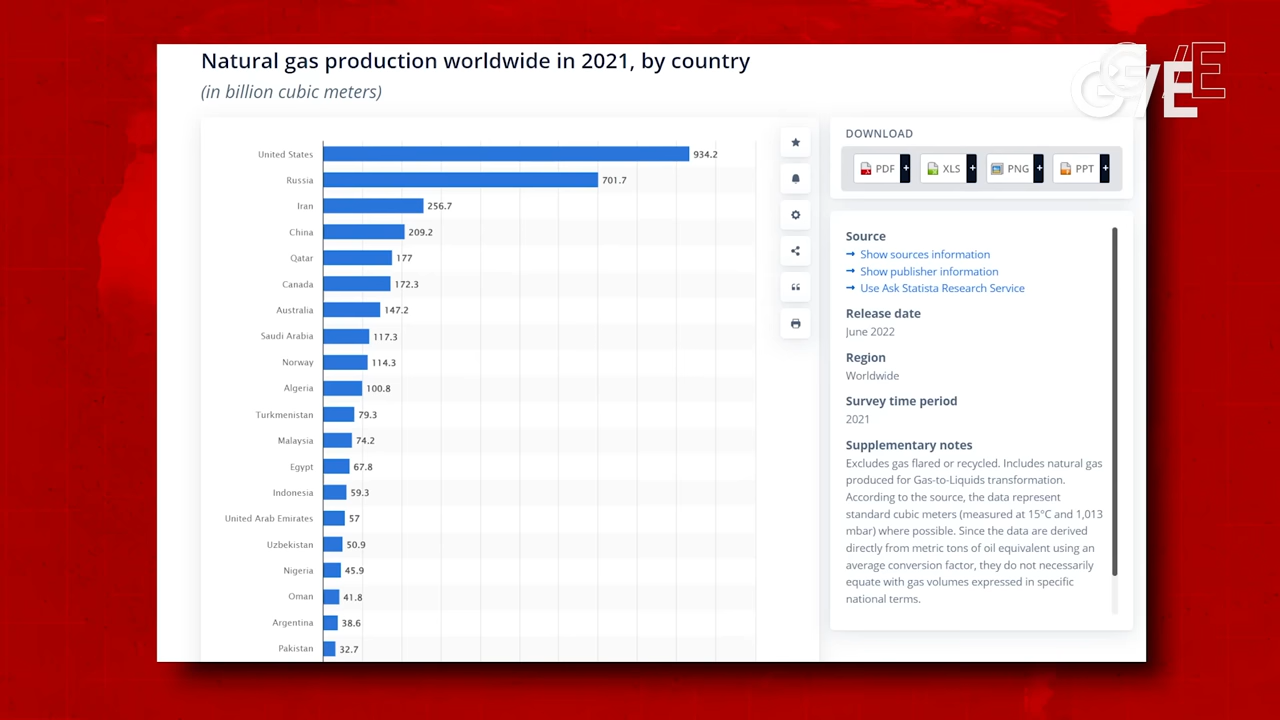 Natural gas production worldwide in 2021, by country
(in billion cubic meters)
United States 934.2
Russia 701.7
Iran 256.7
China 209.2
Qatar 177
Canada 172.3
Australia 147.2
Saudi Arabia 117.3
Norway 114.3
Algeria 100.8
Turkmenistan 79.3
Malaysia 74.2
Egypt 67.8
Indonesia 59.3
United Arab Emirates 57
Uzbekistan 50.9
Nigeria 45.9
Oman 41.8
Argentina 38.6
Pakistan 32.7
DOWNLOAD
PDF + XLS + PNG + PPT +
Source
→ Show sources information
→ Show publisher information
→ Use Ask Statista Research Service
Release date
June 2022
Region
Worldwide
Survey time period
2021
Supplementary notes
Excludes gas flared or recycled. Includes natural gas
produced for Gas-to-Liquids transformation.
According to the source, the data represent
standard cubic meters (measured at 15°C and 1,013
mbar) where possible. Since the data are derived
directly from metric tons of oil equivalent using an
average conversion factor, they do not necessarily
equate with gas volumes expressed in specific
national terms.